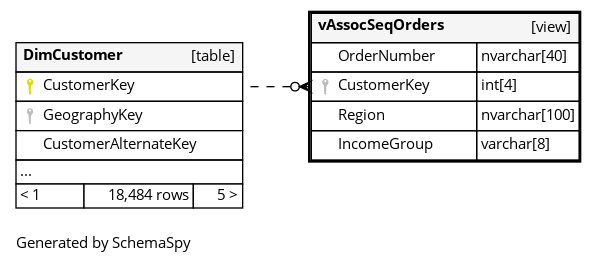 DimCustomer [table]
CustomerKey
GeographyKey
CustomerAlternateKey
...
< 1 18,484 rows 5 >
vAssocSeqOrders [view]
OrderNumber nvarchar[40]
CustomerKey int[4]
Region nvarchar[100]
IncomeGroup varchar[8]
Generated by SchemaSpy